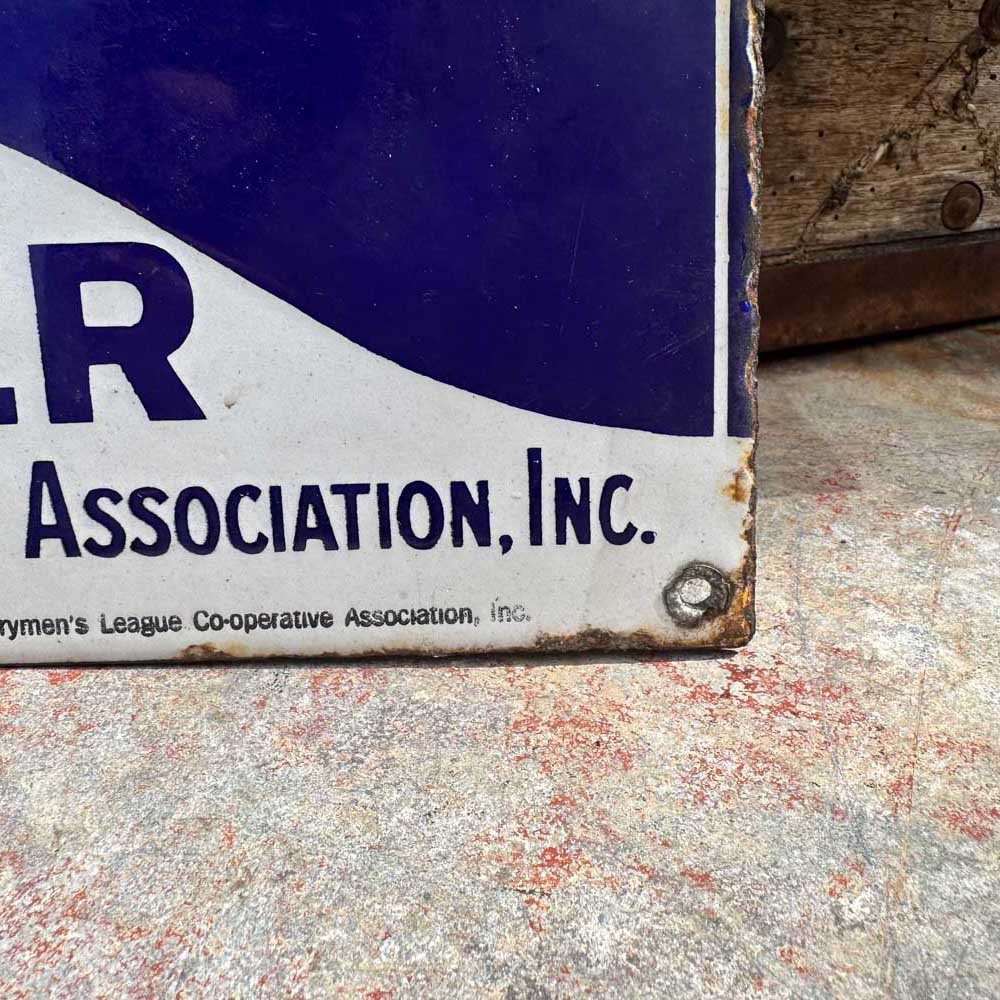 R
ASSOCIATION, INC.
rymen's League Co-operative Association, Inc.